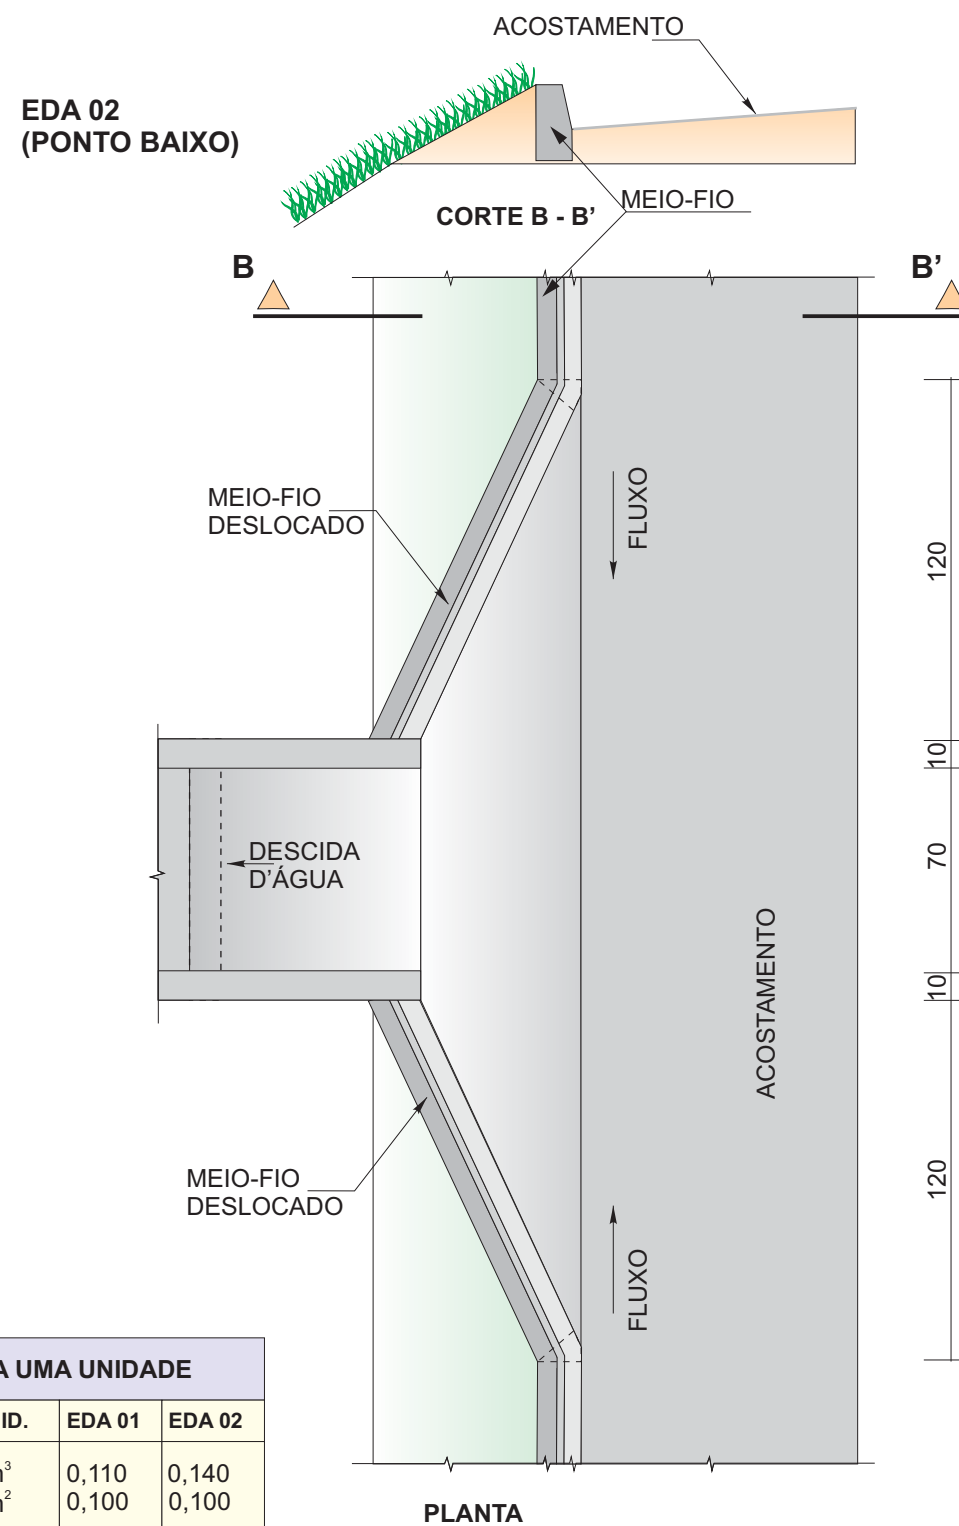 ACOSTAMENTO
EDA 02
(PONTO BAIXO)
MEIO-FIO
CORTE B - B’
B
B’
MEIO-FIO
DESLOCADO
FLUXO
120
10
DESCIDA
D’ÁGUA
70
ACOSTAMENTO
10
MEIO-FIO
DESLOCADO
120
FLUXO
A UMA UNIDADE
ID. EDA 01 EDA 02
³ 0,110 0,140
² 0,100 0,100
PLANTA